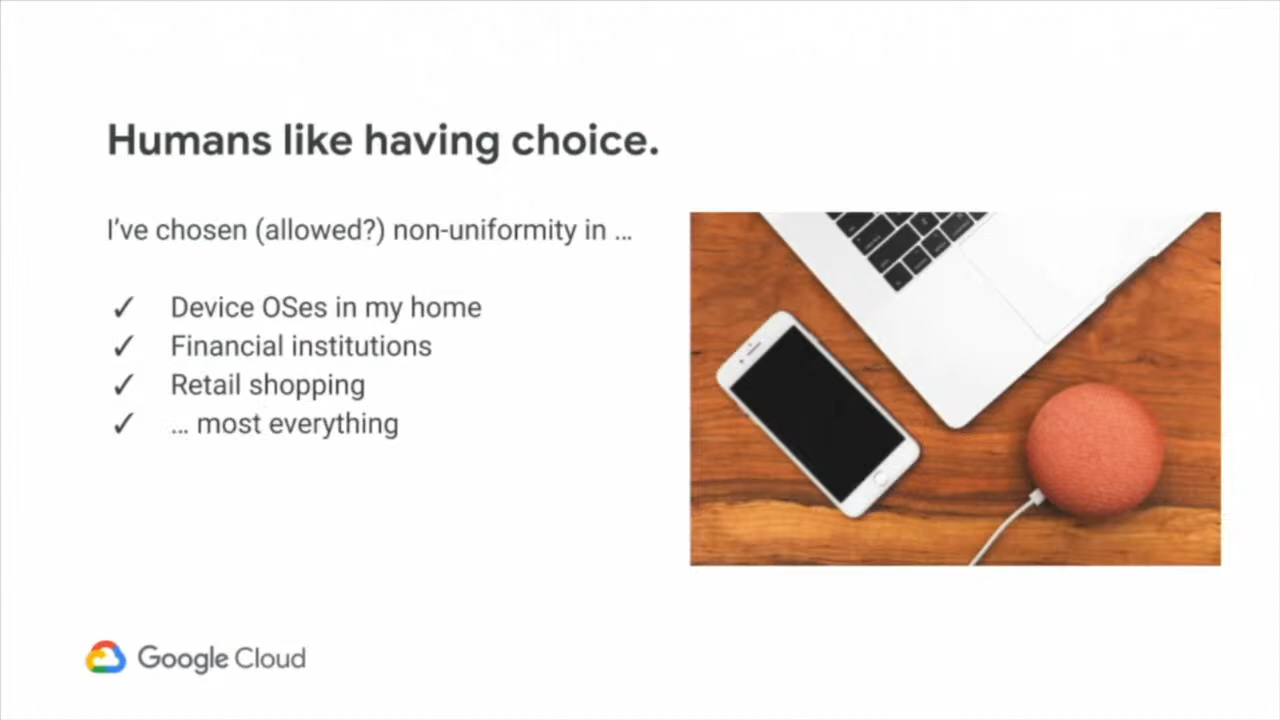 Humans like having choice.
I've chosen (allowed?) non-uniformity in ...
✓ Device OSes in my home
✓ Financial institutions
✓ Retail shopping
✓ ... most everything
Google Cloud